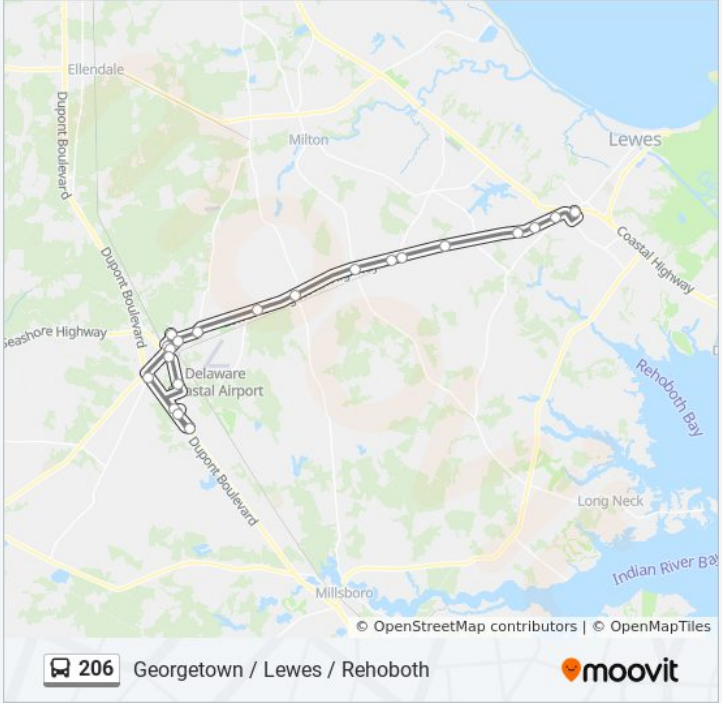 Ellendale
Dupont Boulevard
Milton
Lewes
Coastal Highway
Dupont Boulevard
Seashore Highway
Delaware
Coastal Airport
Rehoboth Bay
Dupont Boulevard
Long Neck
Indian River Bay
Millsboro
© OpenStreetMap contributors | © OpenMapTiles
206 Georgetown / Lewes / Rehoboth
moovit